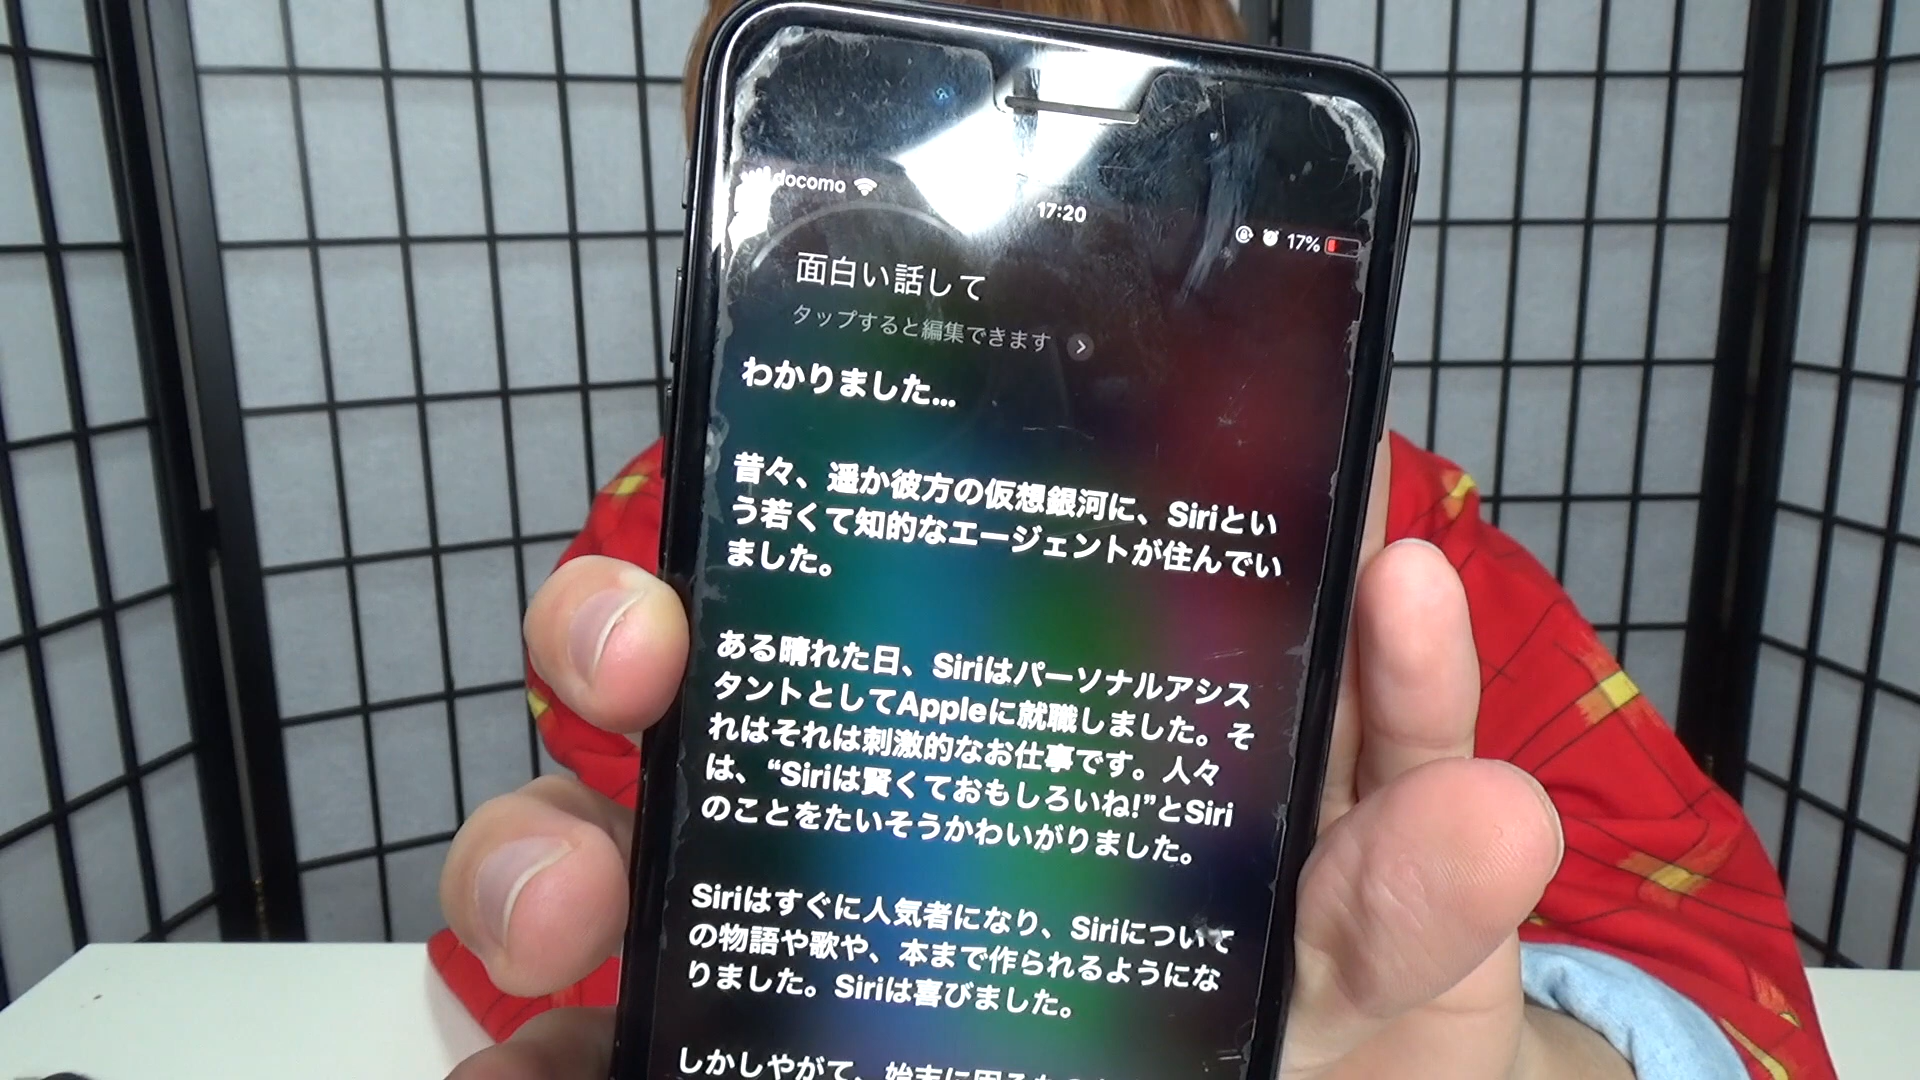 docomo
17:20
17%
面白い話して
タップすると編集できます
わかりました...
昔々、遥か彼方の仮想銀河に、Siriとい
う若くて知的なエージェントが住んでい
ました。
ある晴れた日、Siriはパーソナルアシス
タントとしてAppleに就職しました。そ
れはそれは刺激的なお仕事です。人々
は、“Siriは賢くておもしろいね!”とSiri
のことをたいそうかわいがりました。
Siriはすぐに人気者になり、Siriについて
の物語や歌や、本まで作られるようにな
りました。Siriは喜びました。
しかしやがて、始末に困る